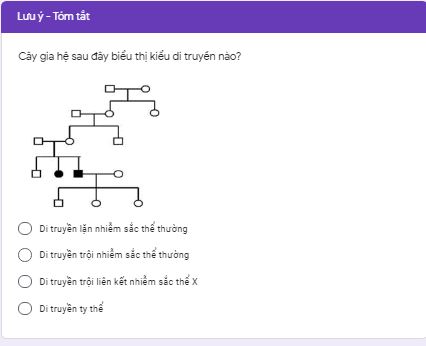 Lưu ý - Tóm tắt
Cây gia hệ sau đây biểu thị kiểu di truyền nào?
Di truyền lặn nhiễm sắc thể thường
Di truyền trội nhiễm sắc thể thường
Di truyền trội liên kết nhiễm sắc thể X
Di truyền ty thể